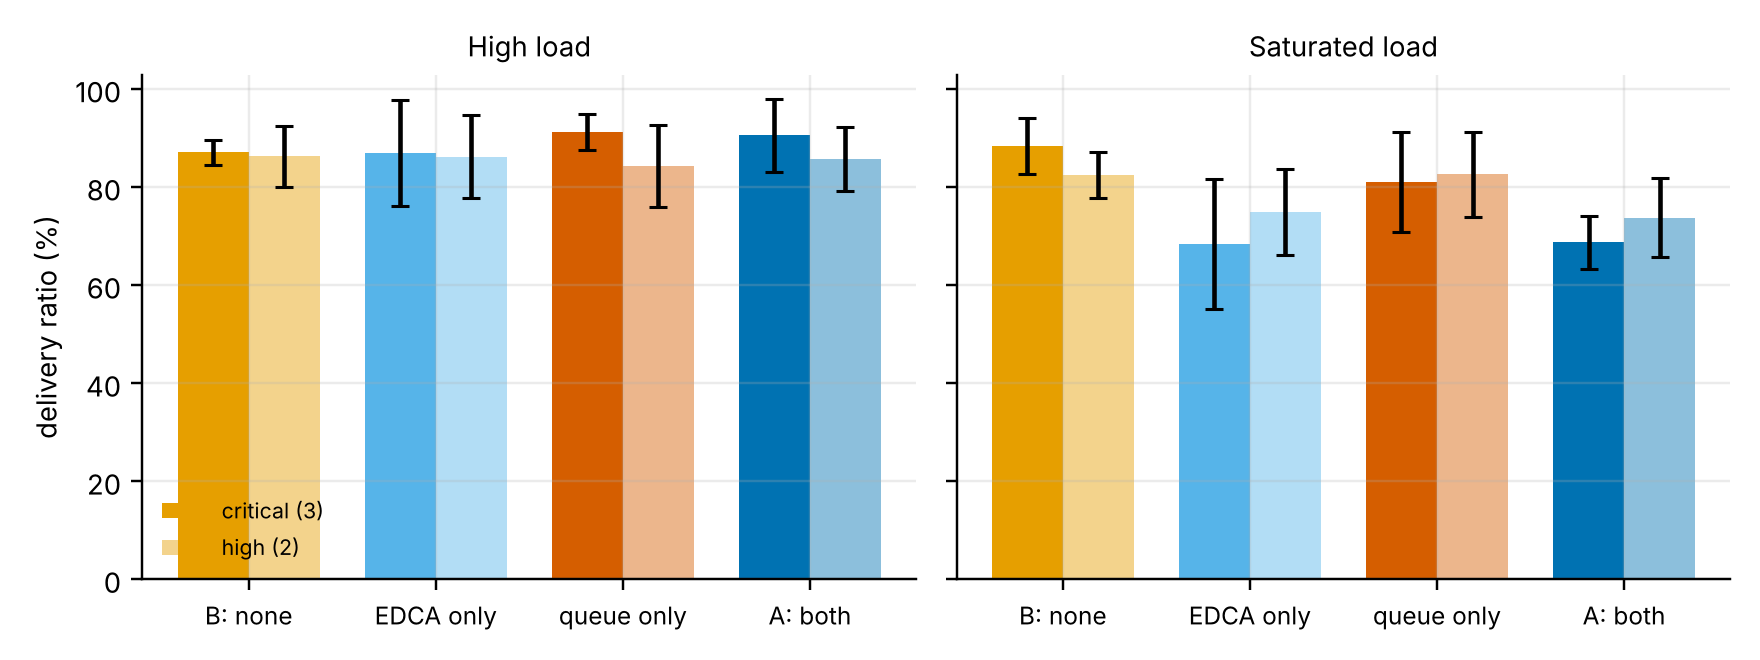 High load
Saturated load
delivery ratio (%)
100
80
60
40
20
0
critical (3)
high (2)
B: none
EDCA only
queue only
A: both
B: none
EDCA only
queue only
A: both